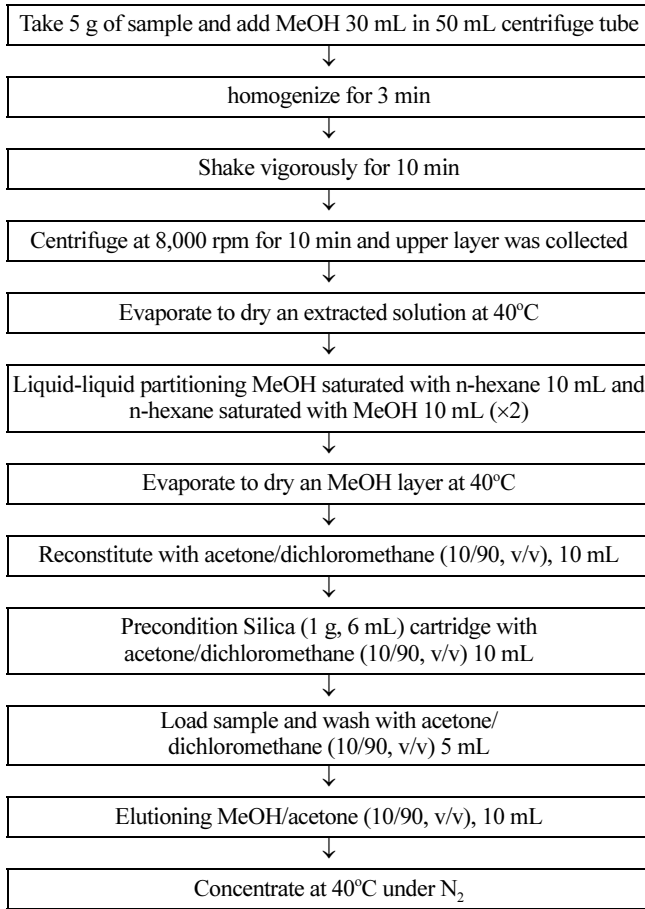 Take 5 g of sample and add MeOH 30 mL in 50 mL centrifuge tube
↓
homogenize for 3 min
↓
Shake vigorously for 10 min
↓
Centrifuge at 8,000 rpm for 10 min and upper layer was collected
↓
Evaporate to dry an extracted solution at 40°C
↓
Liquid-liquid partitioning MeOH saturated with n-hexane 10 mL and
n-hexane saturated with MeOH 10 mL (×2)
↓
Evaporate to dry an MeOH layer at 40°C
↓
Reconstitute with acetone/dichloromethane (10/90, v/v), 10 mL
↓
Precondition Silica (1 g, 6 mL) cartridge with
acetone/dichloromethane (10/90, v/v) 10 mL
↓
Load sample and wash with acetone/
dichloromethane (10/90, v/v) 5 mL
↓
Elutioning MeOH/acetone (10/90, v/v), 10 mL
↓
Concentrate at 40°C under N₂